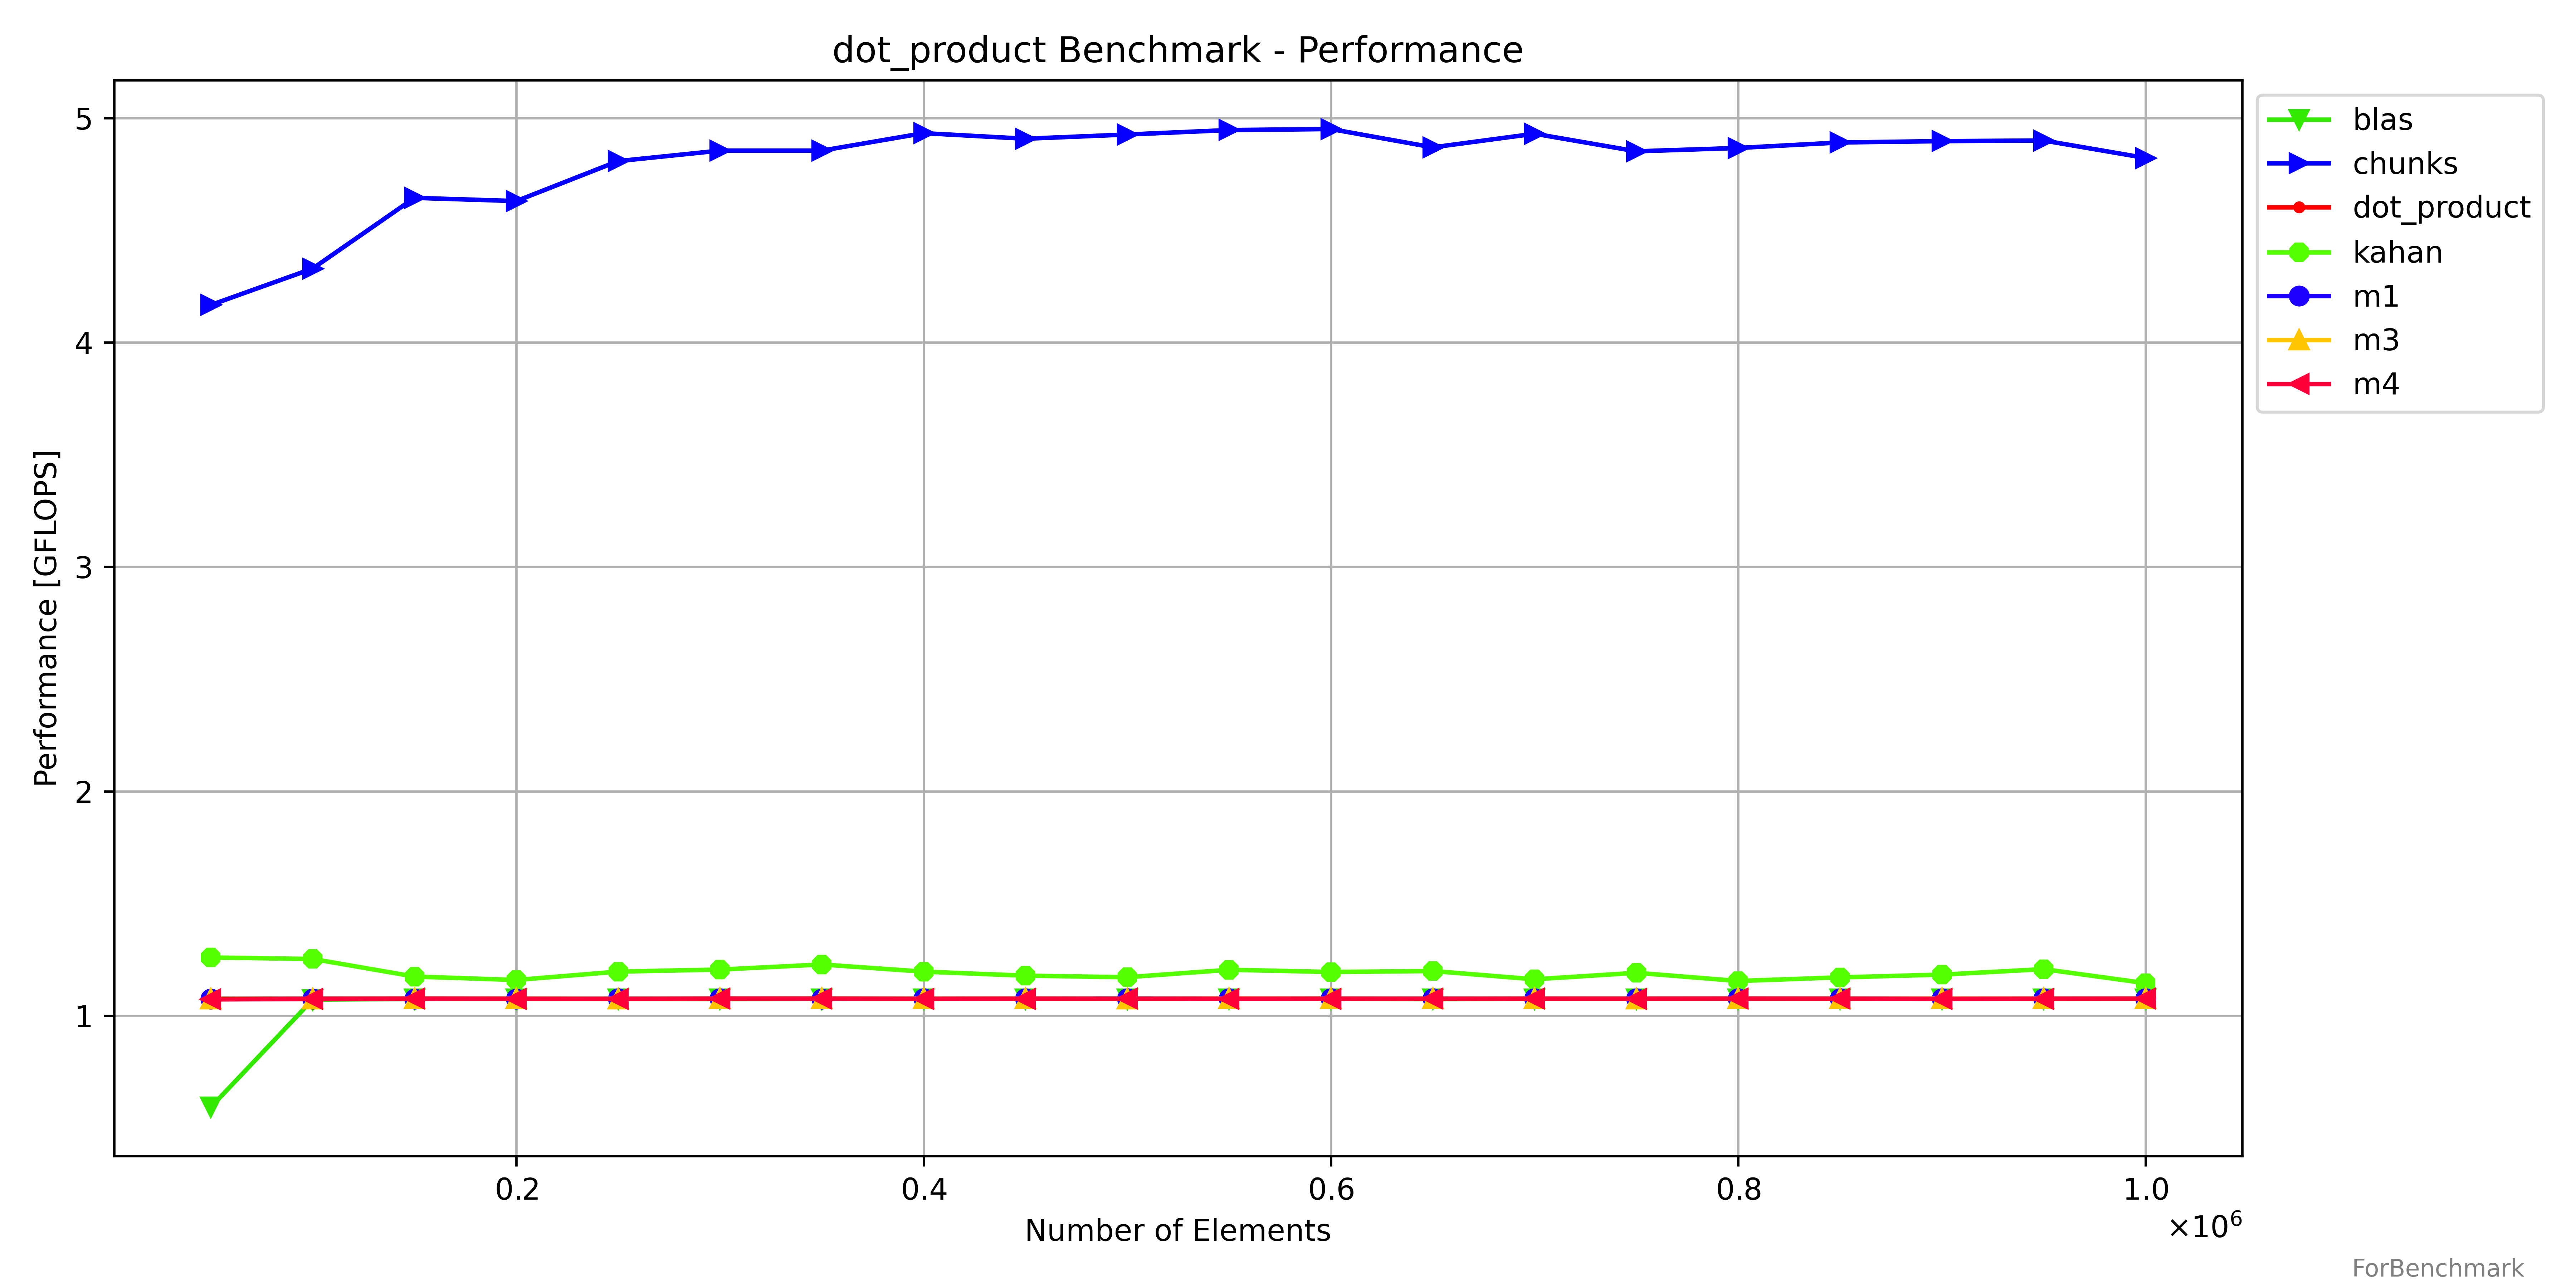 dot_product Benchmark - Performance
Performance [GFLOPS]
5
4
3
2
1
0.2 0.4 0.6 0.8 1.0
×10⁶
Number of Elements
blas
chunks
dot_product
kahan
m1
m3
m4
ForBenchmark